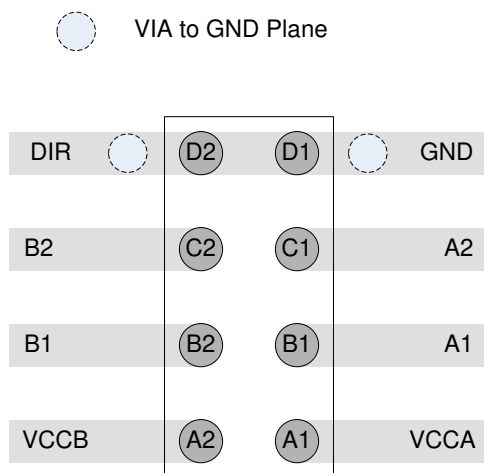 VIA to GND Plane
DIR D2 D1 GND
B2 C2 C1 A2
B1 B2 B1 A1
VCCB A2 A1 VCCA